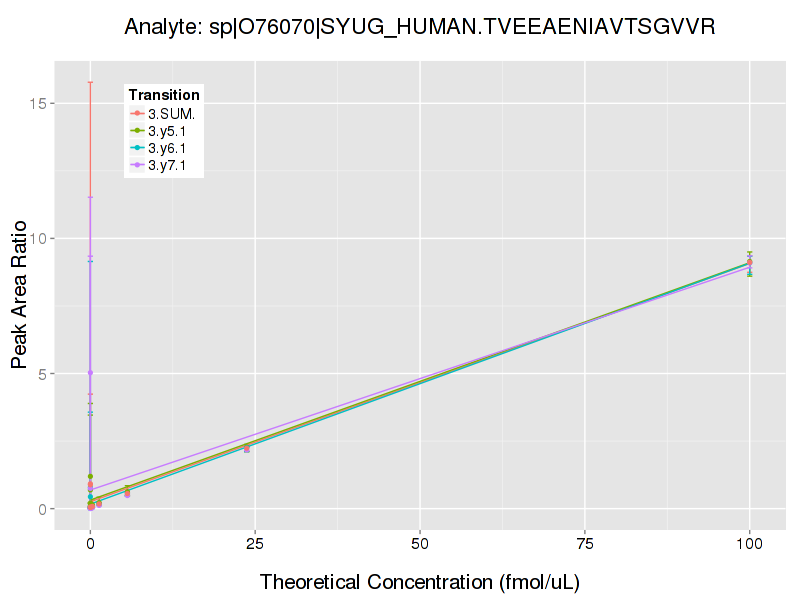 Analyte: sp|O76070|SYUG_HUMAN.TVEEAENIAVTSGVVR
Transition
3.SUM.
3.y5.1
3.y6.1
3.y7.1
Peak Area Ratio
15
10
5
0
0 25 50 75 100
Theoretical Concentration (fmol/uL)